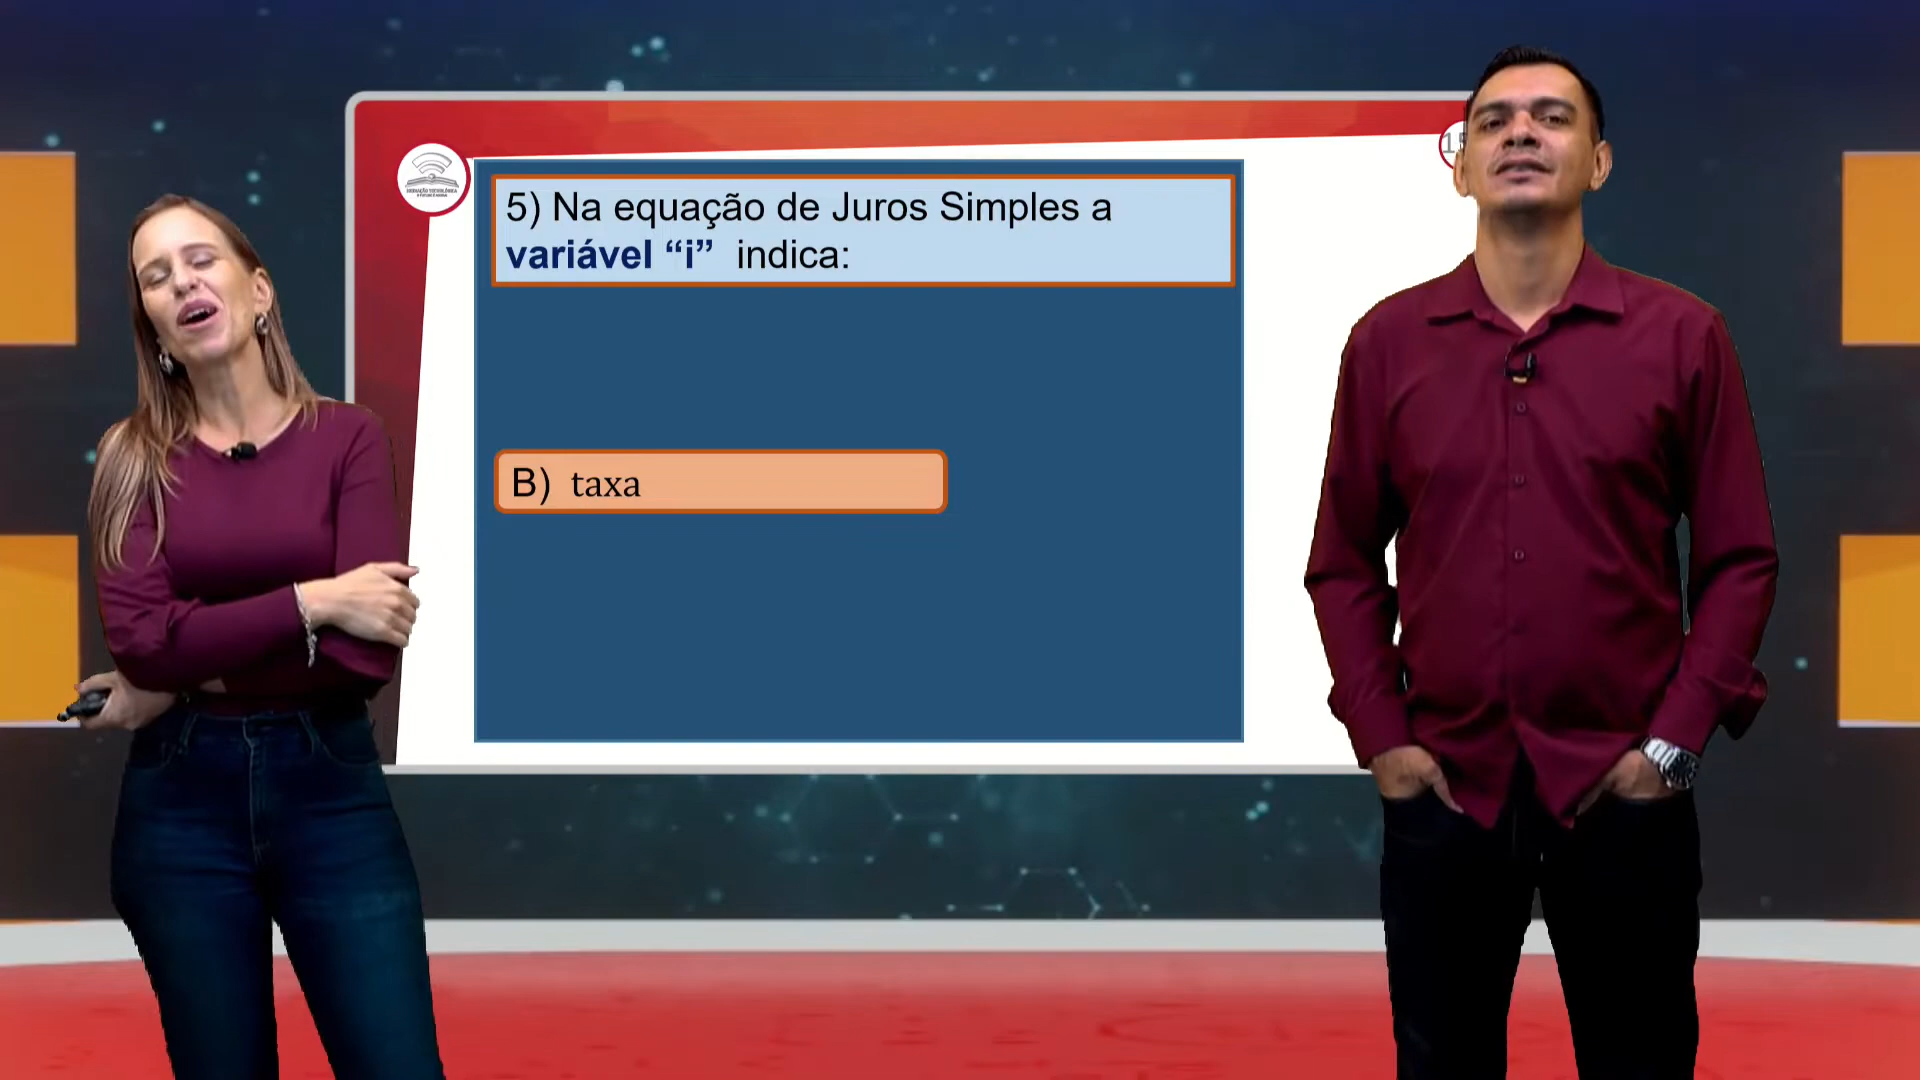 5) Na equação de Juros Simples a
variável “i” indica:
B) taxa